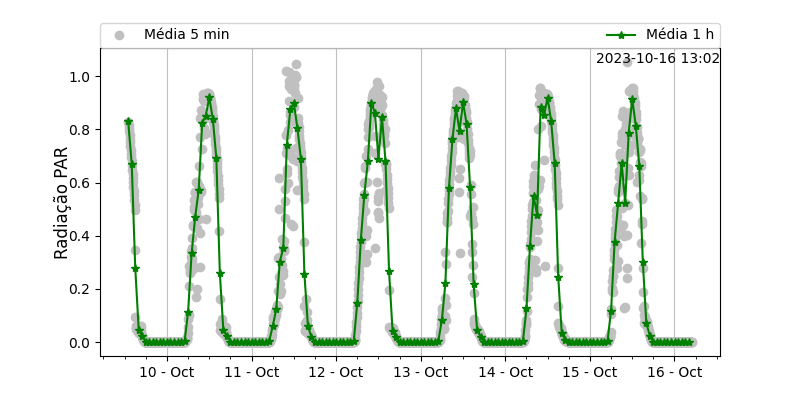 Média 5 min
Média 1 h
2023-10-16 13:02
Radiação PAR
1.0
0.8
0.6
0.4
0.2
0.0
10 - Oct
11 - Oct
12 - Oct
13 - Oct
14 - Oct
15 - Oct
16 - Oct